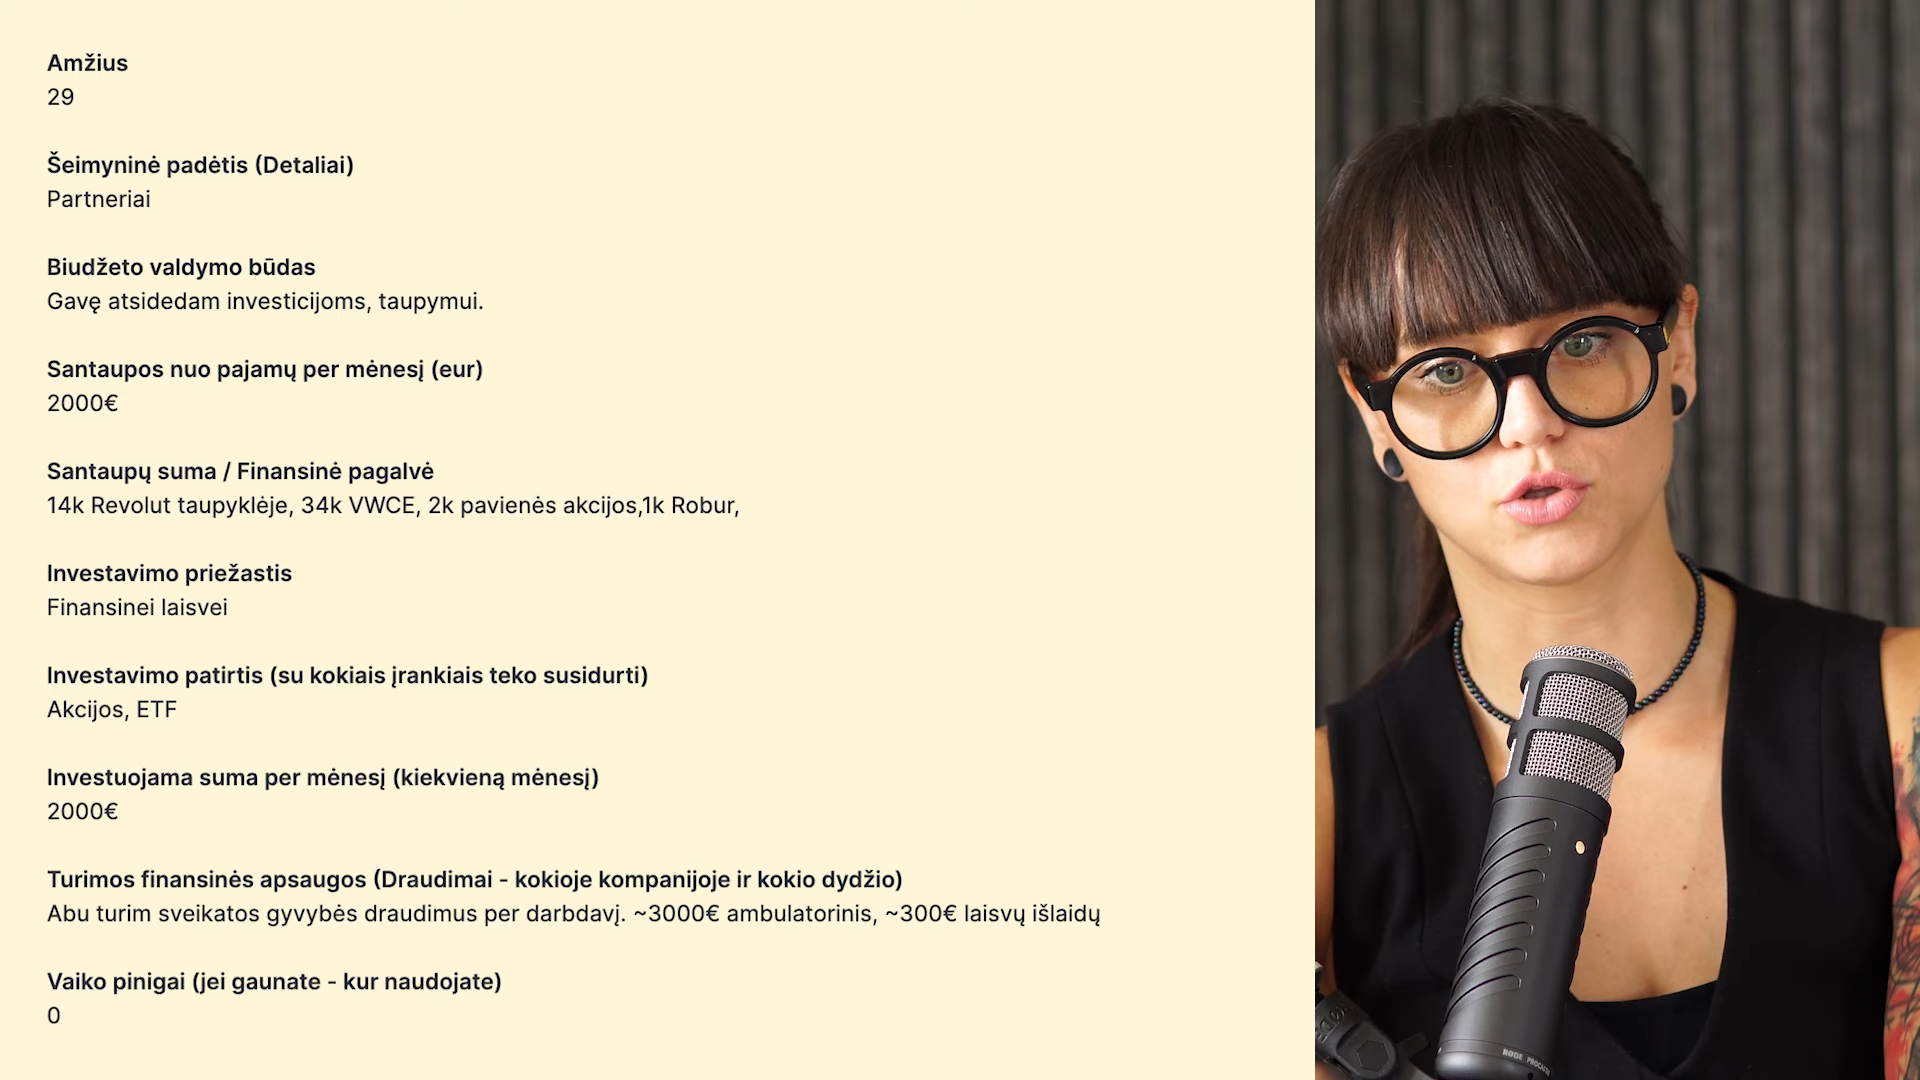 Amžius
29
Šeimyninė padėtis (Detaliai)
Partneriai
Biudžeto valdymo būdas
Gavę atsidedam investicijoms, taupymui.
Santaupos nuo pajamų per mėnesį (eur)
2000€
Santaupų suma / Finansinė pagalvė
14k Revolut taupyklėje, 34k VWCE, 2k pavienės akcijos,1k Robur,
Investavimo priežastis
Finansinei laisvei
Investavimo patirtis (su kokiais įrankiais teko susidurti)
Akcijos, ETF
Investuojama suma per mėnesį (kiekvieną mėnesį)
2000€
Turimos finansinės apsaugos (Draudimai - kokioje kompanijoje ir kokio dydžio)
Abu turim sveikatos gyvybės draudimus per darbdavį. ~3000€ ambulatorinis, ~300€ laisvų išlaidų
Vaiko pinigai (jei gaunate - kur naudojate)
0
RØDE